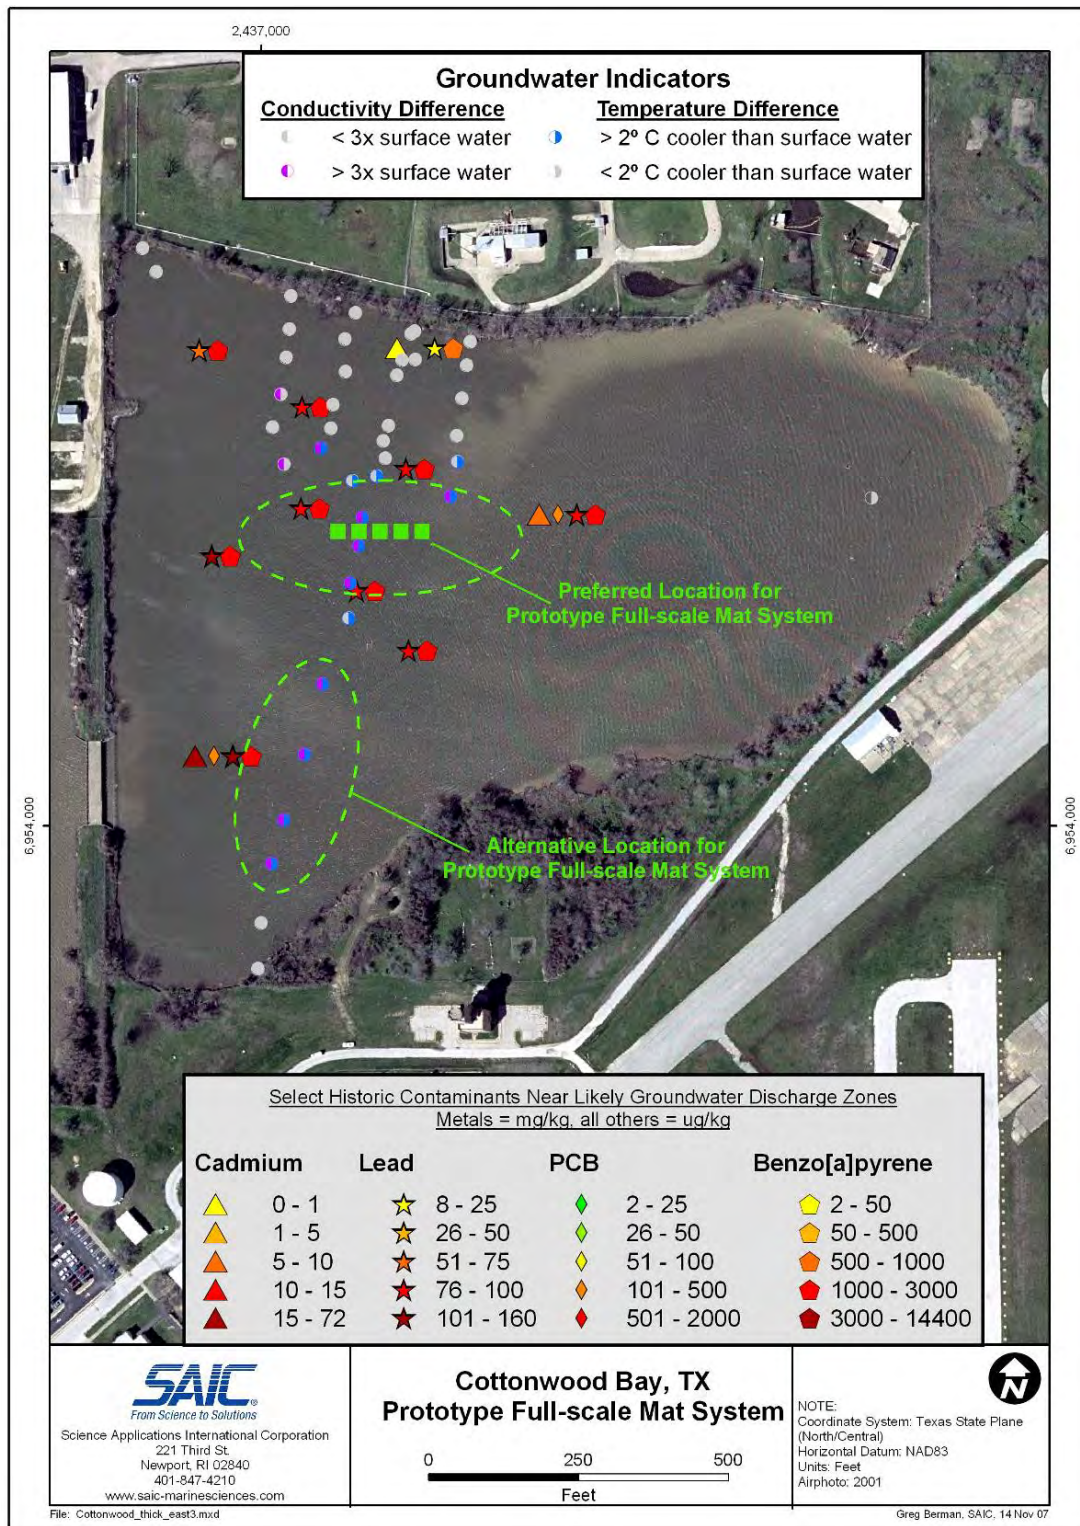 2,437,000
Groundwater Indicators
Conductivity Difference Temperature Difference
< 3x surface water > 2º C cooler than surface water
> 3x surface water < 2º C cooler than surface water
Preferred Location for
Prototype Full-scale Mat System
6,954,000 6,954,000
Alternative Location for
Prototype Full-scale Mat System
Select Historic Contaminants Near Likely Groundwater Discharge Zones
Metals = mg/kg, all others = ug/kg
Cadmium Lead PCB Benzo[a]pyrene
0 - 1 8 - 25 2 - 25 2 - 50
1 - 5 26 - 50 26 - 50 50 - 500
5 - 10 51 - 75 51 - 100 500 - 1000
10 - 15 76 - 100 101 - 500 1000 - 3000
15 - 72 101 - 160 501 - 2000 3000 - 14400
SAIC®
From Science to Solutions
Science Applications International Corporation
221 Third St.
Newport, RI 02840
401-847-4210
www.saic-marinesciences.com
Cottonwood Bay, TX
Prototype Full-scale Mat System
0 250 500
Feet
N
NOTE:
Coordinate System: Texas State Plane
(North/Central)
Horizontal Datum: NAD83
Units: Feet
Airphoto: 2001
File: Cottonwood_thick_east3.mxd Greg Berman, SAIC, 14 Nov 07